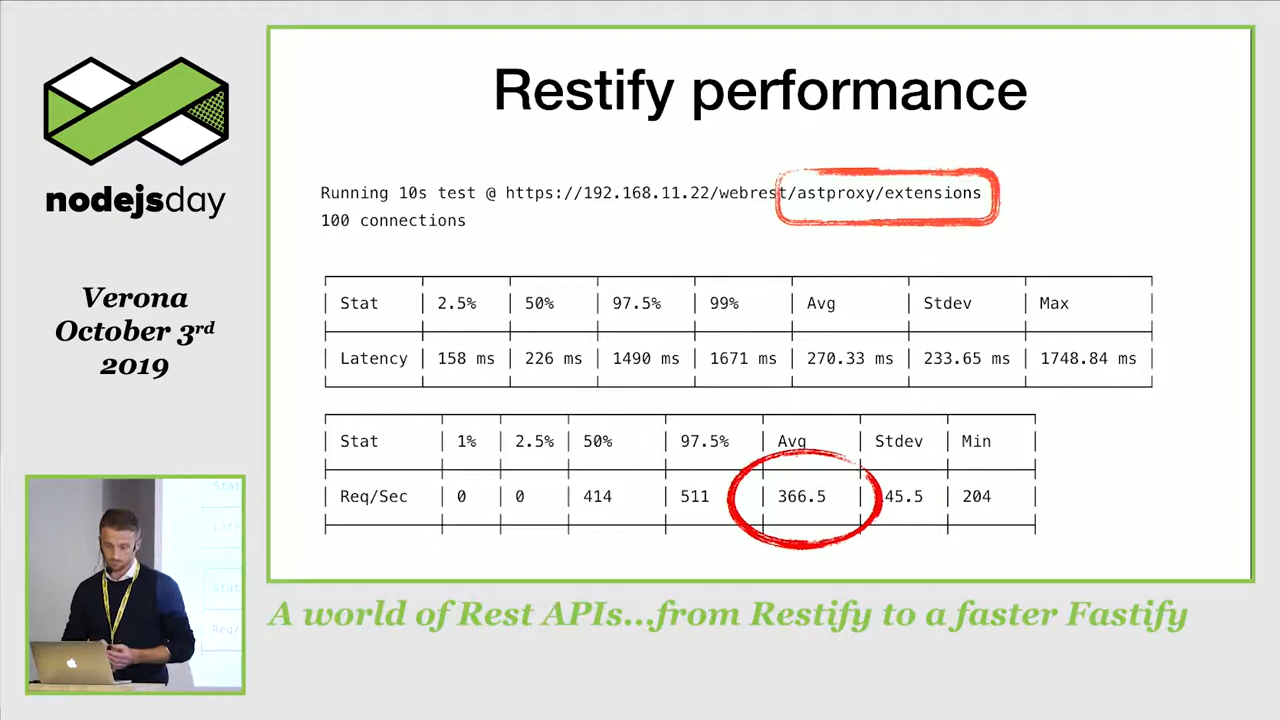 nodejsday
Verona
October 3rd
2019
Restify performance
Running 10s test @ https://192.168.11.22/webrest/astproxy/extensions
100 connections
Stat 2.5% 50% 97.5% 99% Avg Stdev Max
Latency 158 ms 226 ms 1490 ms 1671 ms 270.33 ms 233.65 ms 1748.84 ms
Stat 1% 2.5% 50% 97.5% Avg Stdev Min
Req/Sec 0 0 414 511 366.5 45.5 204
Stat
Late
Stat
Req/
A world of Rest APIs...from Restify to a faster Fastify